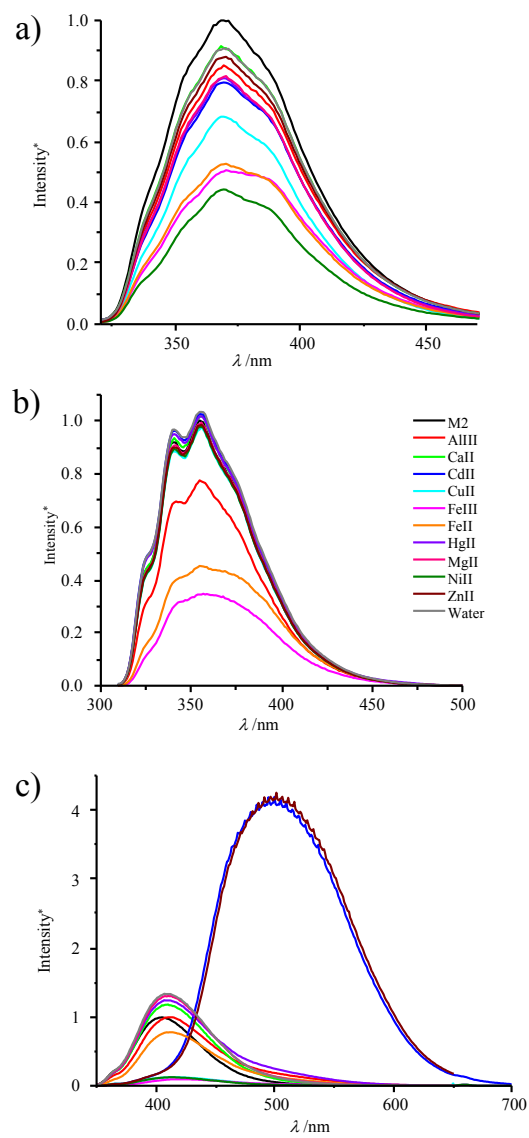 a)
1.0
0.8
0.6
0.4
0.2
0.0
Intensity*
350 400 450
λ /nm
b)
1.0
0.8
0.6
0.4
0.2
0.0
Intensity*
300 350 400 450 500
λ /nm
M2
AlIII
CaII
CdII
CuII
FeIII
FeII
HgII
MgII
NiII
ZnII
Water
c)
4
3
2
1
0
Intensity*
400 500 600 700
λ /nm